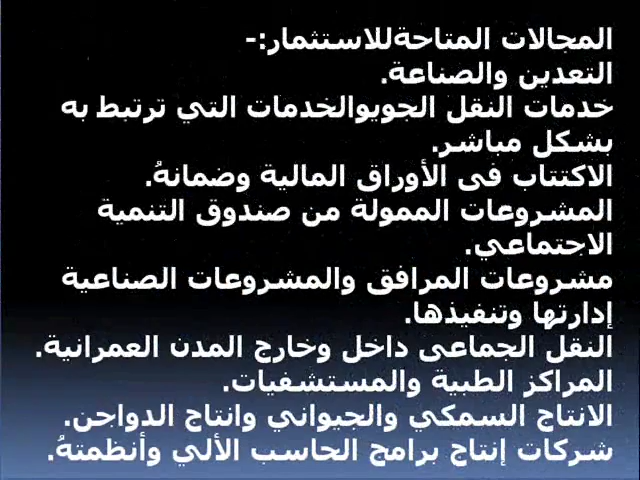 المجالات المتاحةللاستثمار:-
التعدين والصناعة.
خدمات النقل الجويوالخدمات التي ترتبط به
بشكل مباشر.
الاكتتاب فى الأوراق المالية وضمانهُ.
المشروعات الممولة من صندوق التنمية
الاجتماعي.
مشروعات المرافق والمشروعات الصناعية
إدارتها وتنفيذها.
النقل الجماعى داخل وخارج المدن العمرانية.
المراكز الطبية والمستشفيات.
الانتاج السمكي والجيواني وانتاج الدواجن.
شركات إنتاج برامج الحاسب الألي وأنظمتهُ.